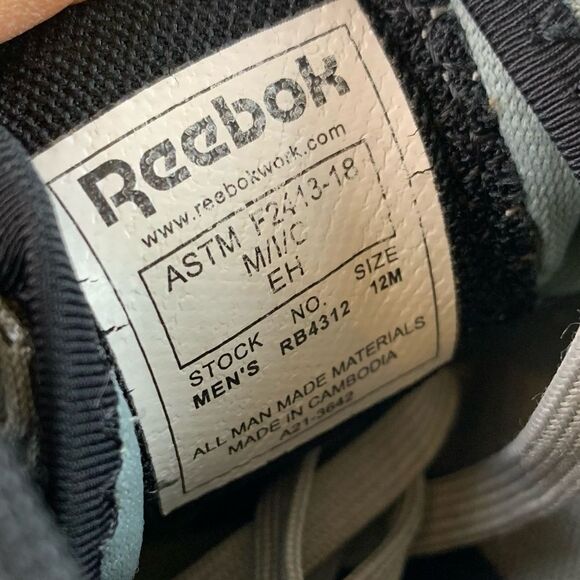 Reebok
www.reebokwork.com
ASTM F2413-18
M/I/C
EH
STOCK NO. SIZE
MEN'S RB4312 12M
ALL MAN MADE MATERIALS
MADE IN CAMBODIA
A21-3642